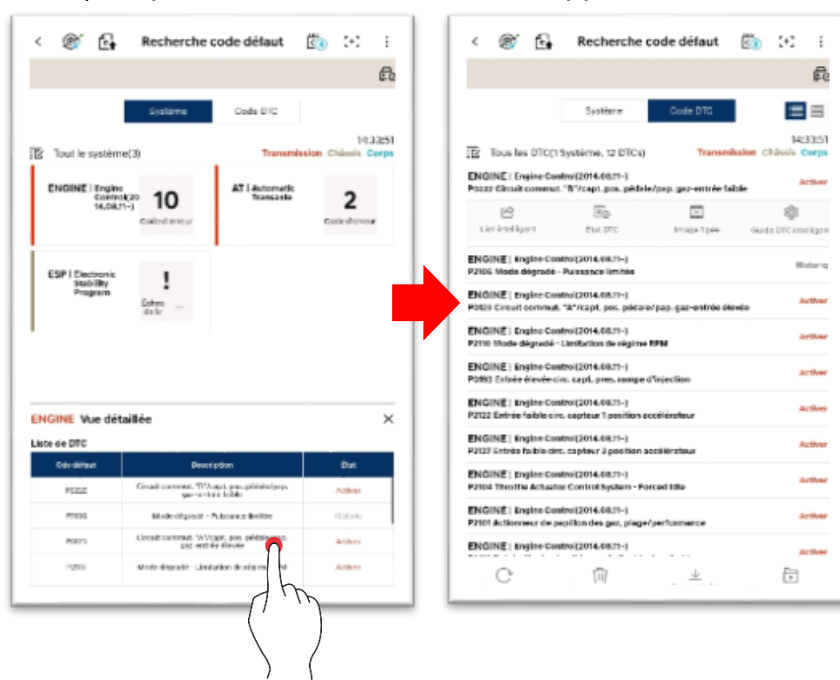 Recherche code défaut
Système Code DTC
14:33:51
Tout le système(3) Transmission Châssis Corps
ENGINE | Engine
Control(20
14.08.11~)
10
Code d'erreur
AT | Automatic
Transaxle
2
Code d'erreur
ESP | Electronic
Stability
Program
!
Échec
de la ...
ENGINE Vue détaillée
Liste de DTC
Code défaut Description État
P0222 Circuit commut. "B"/capt. pos. pédale/pap.
gaz-entrée faible Activer
P2106 Mode dégradé - Puissance limitée Historiq
Circuit commut. "A"/capt. pos. pédale/pap.
gaz-entrée élevée Activer
Mode dégradé - Limitation de régime Activer
Recherche code défaut
Système Code DTC
14:33:51
Tous les DTC(1 Système, 12 DTCs) Transmission Châssis Corps
ENGINE | Engine Control(2014.08.11~)
P0222 Circuit commut. "B"/capt. pos. pédale/pap. gaz-entrée faible Activer
Lien intelligent État DTC Image figée Guide DTC intelligen
ENGINE | Engine Control(2014.08.11~)
P2106 Mode dégradé - Puissance limitée Historiq
ENGINE | Engine Control(2014.08.11~)
Circuit commut. "A"/capt. pos. pédale/pap. gaz-entrée élevée Activer
ENGINE | Engine Control(2014.08.11~)
P2110 Mode dégradé - Limitation de régime RPM Activer
ENGINE | Engine Control(2014.08.11~)
P0193 Entrée élevée circ. capt. pres. rampe d'injection Activer
ENGINE | Engine Control(2014.08.11~)
P2122 Entrée faible circ. capteur 1 position accélérateur Activer
ENGINE | Engine Control(2014.08.11~)
P2127 Entrée faible circ. capteur 2 position accélérateur Activer
ENGINE | Engine Control(2014.08.11~)
P2104 Throttle Actuator Control System - Forced Idle Activer
ENGINE | Engine Control(2014.08.11~)
P2101 Actionneur de papillon des gaz, plage/performance Activer
ENGINE | Engine Control(2014.08.11~)
Activer